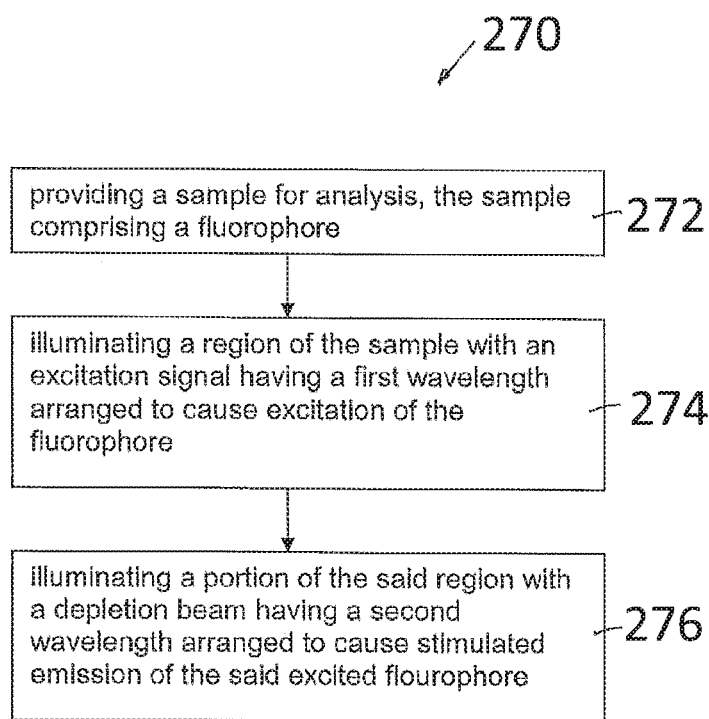 270
providing a sample for analysis, the sample
comprising a fluorophore
272
illuminating a region of the sample with an
excitation signal having a first wavelength
arranged to cause excitation of the
fluorophore
274
illuminating a portion of the said region with
a depletion beam having a second
wavelength arranged to cause stimulated
emission of the said excited flourophore
276